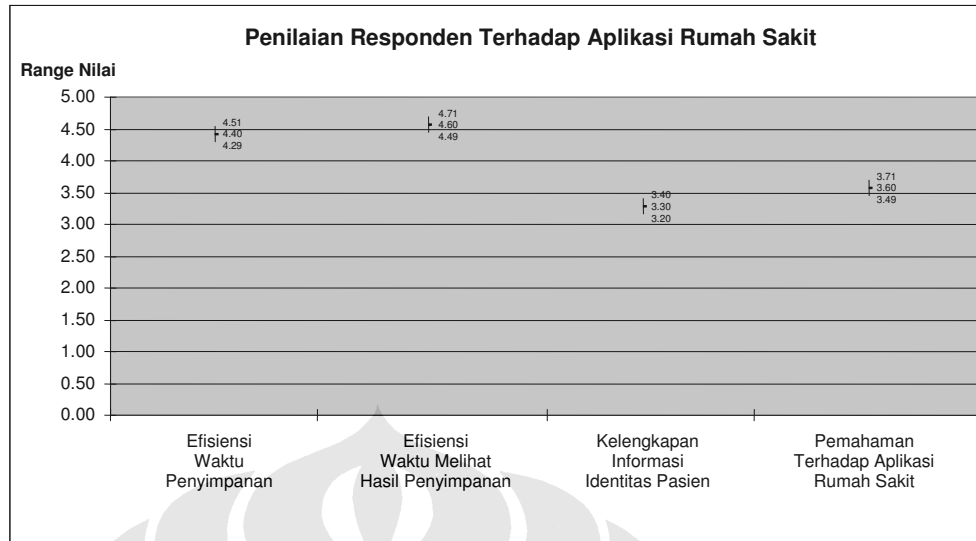 Penilaian Responden Terhadap Aplikasi Rumah Sakit
Range Nilai
5.00
4.50
4.00
3.50
3.00
2.50
2.00
1.50
1.00
0.50
0.00
4.51
4.40
4.29
4.71
4.60
4.49
3.40
3.30
3.20
3.71
3.60
3.49
Efisiensi
Waktu
Penyimpanan
Efisiensi
Waktu Melihat
Hasil Penyimpanan
Kelengkapan
Informasi
Identitas Pasien
Pemahaman
Terhadap Aplikasi
Rumah Sakit